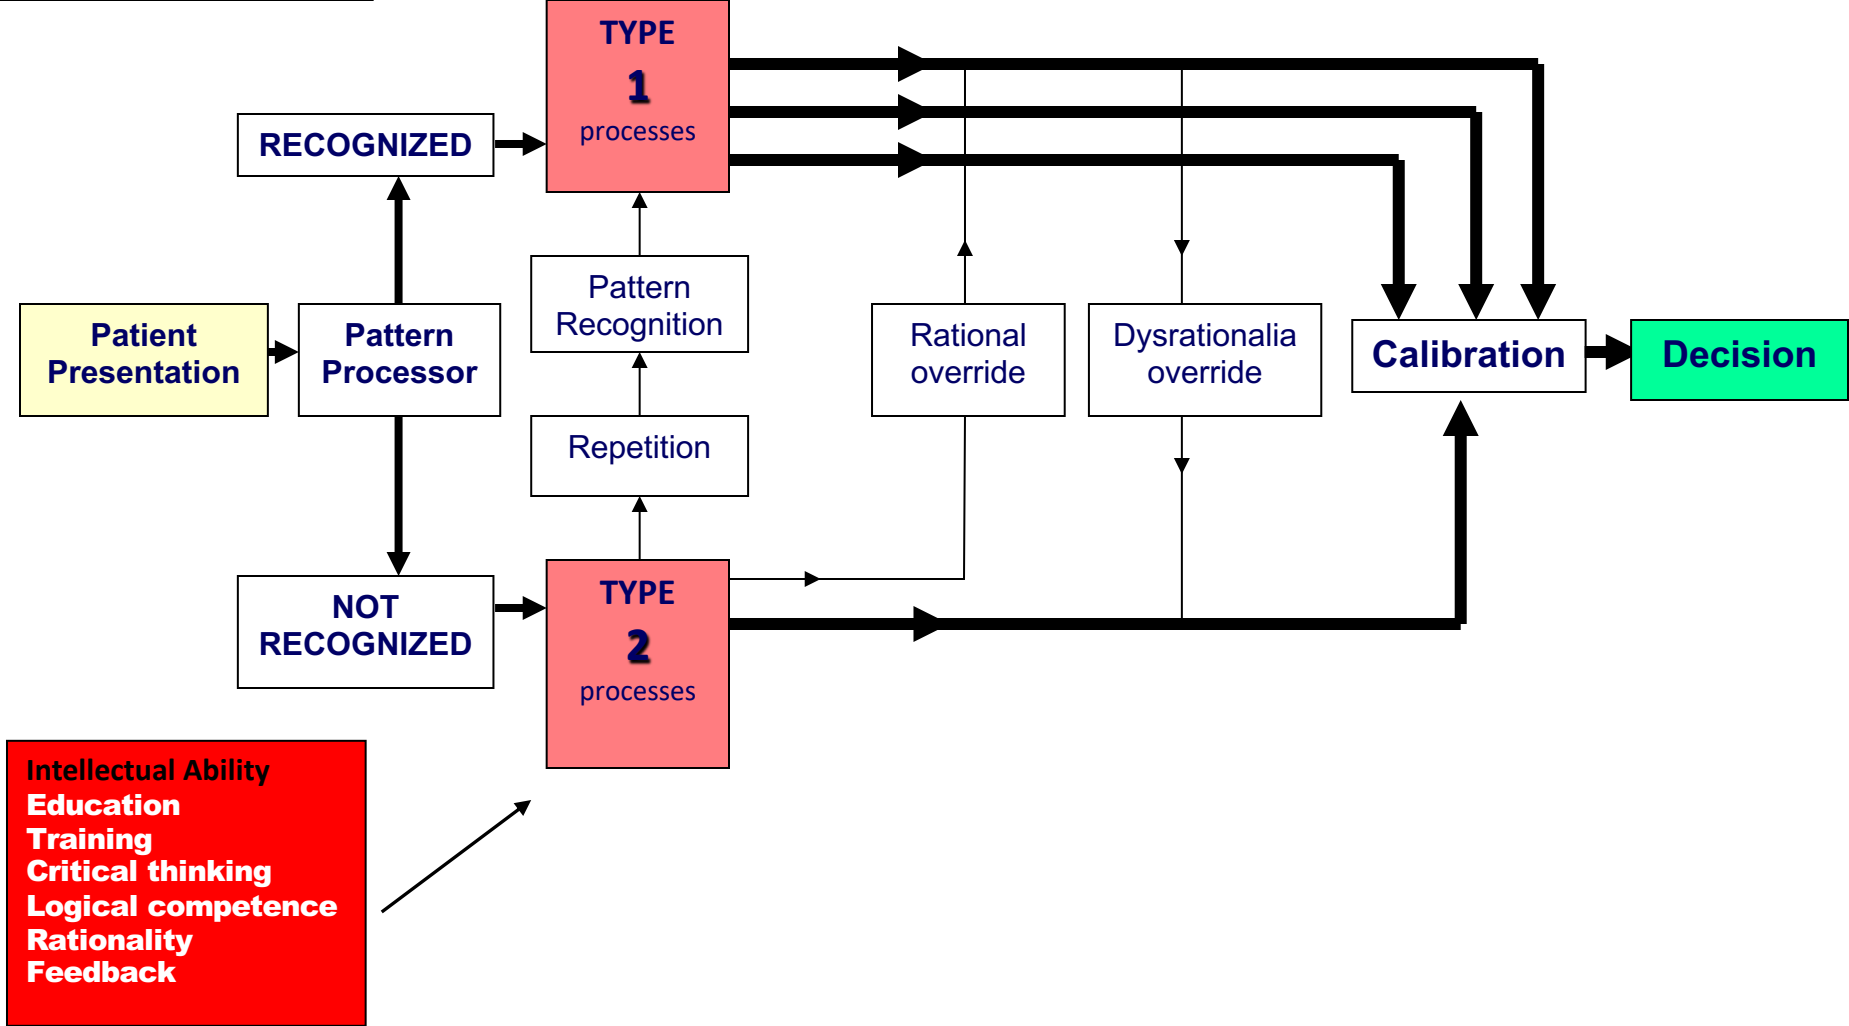 TYPE
1
processes
RECOGNIZED
Patient
Presentation
Pattern
Processor
Pattern
Recognition
Repetition
Rational
override
Dysrationalia
override
Calibration
Decision
NOT
RECOGNIZED
TYPE
2
processes
Intellectual Ability
Education
Training
Critical thinking
Logical competence
Rationality
Feedback